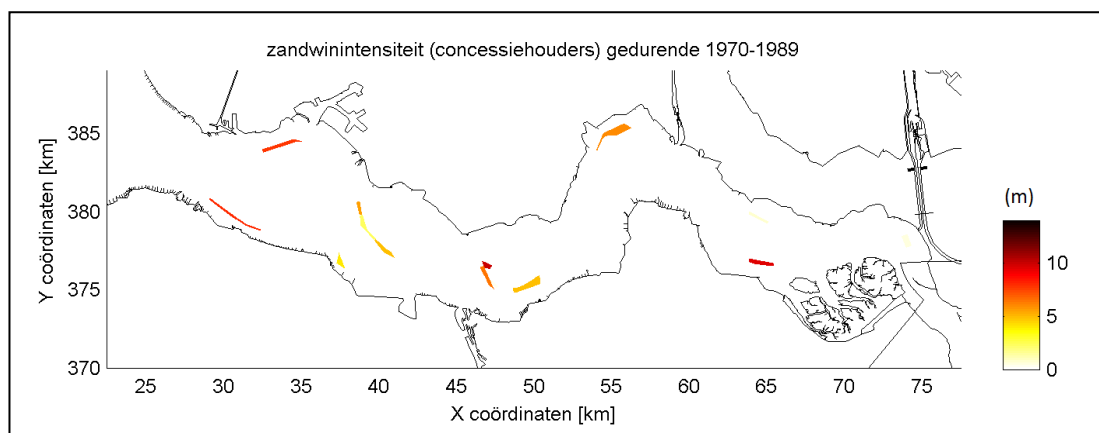 zandwinintensiteit (concessiehouders) gedurende 1970-1989
Y coördinaten [km]
385
380
375
370
25 30 35 40 45 50 55 60 65 70 75
X coördinaten [km]
(m)
10
5
0